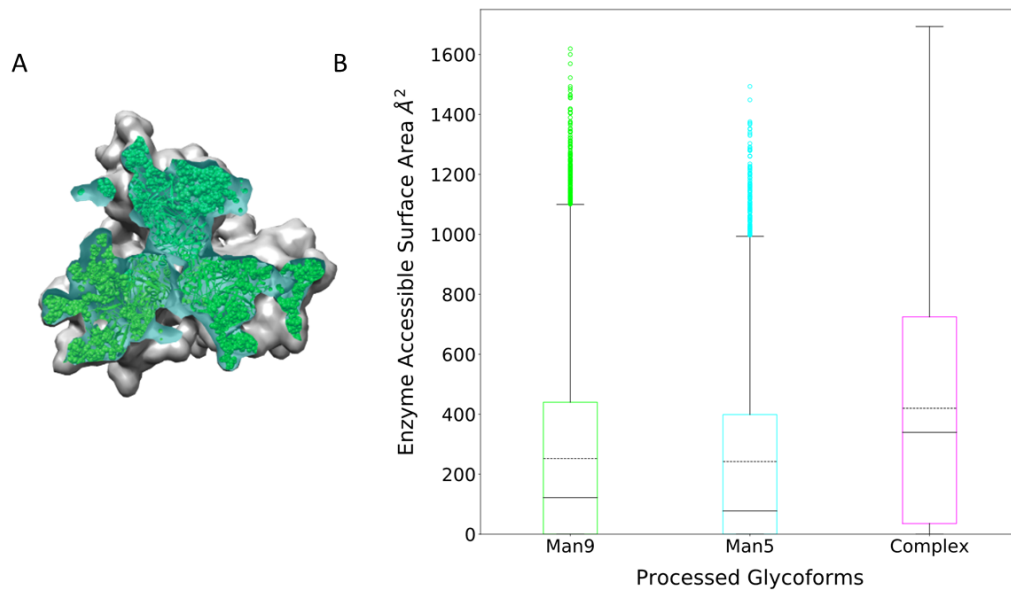 A
B
Enzyme Accessible Surface Area Å²
1600
1400
1200
1000
800
600
400
200
0
Man9 Man5 Complex
Processed Glycoforms